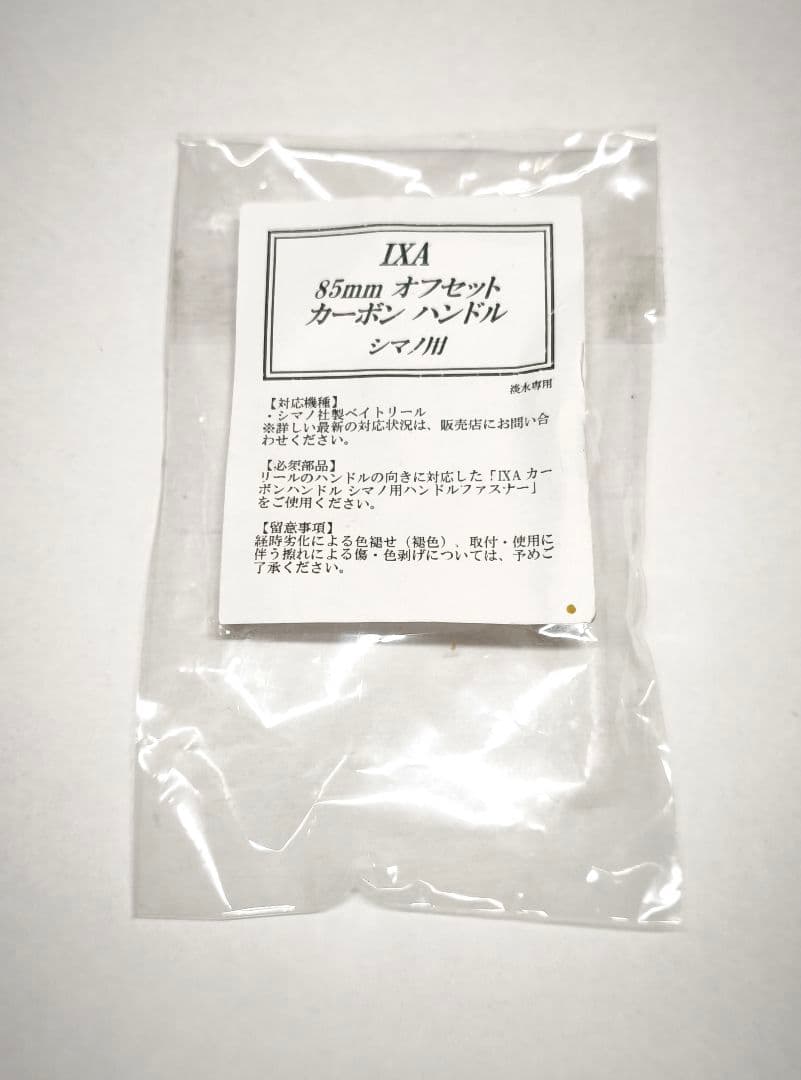 IXA
85mm オフセット
カーボン ハンドル
シマノ用
淡水専用
【対応機種】
・シマノ社製ベイトリール
※詳しい最新の対応状況は、販売店にお問い合
わせください。
【必須部品】
リールのハンドルの向きに対応した「IXA カー
ボンハンドル シマノ用ハンドルファスナー」
をご使用ください。
【留意事項】
経時劣化による色褪せ（褪色）、取付・使用に
伴う擦れによる傷・色剥げについては、予めご
了承ください。